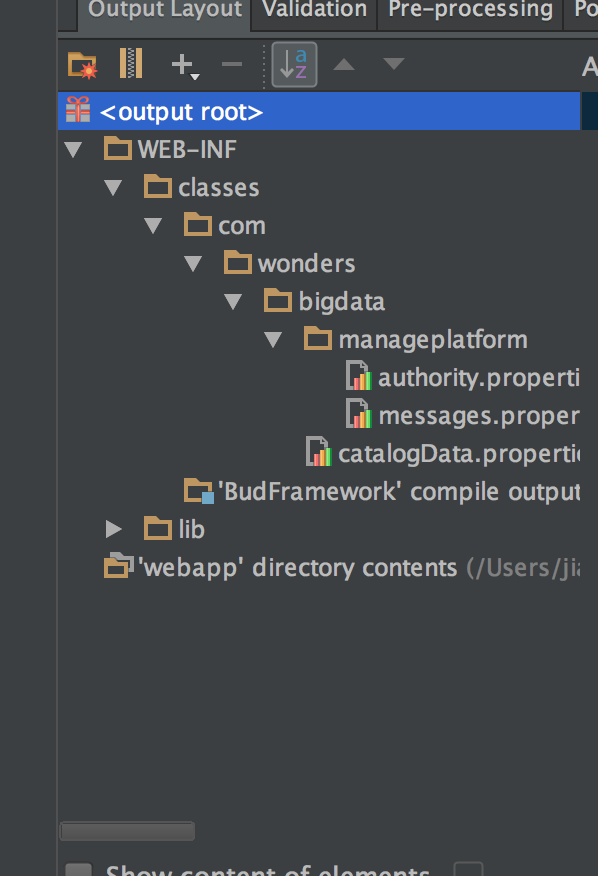 Output Layout Validation Pre-processing Po
A
<output root>
WEB-INF
classes
com
wonders
bigdata
manageplatform
authority.properti
messages.proper
catalogData.properti
'BudFramework' compile output
lib
'webapp' directory contents (/Users/jia
Show content of elements